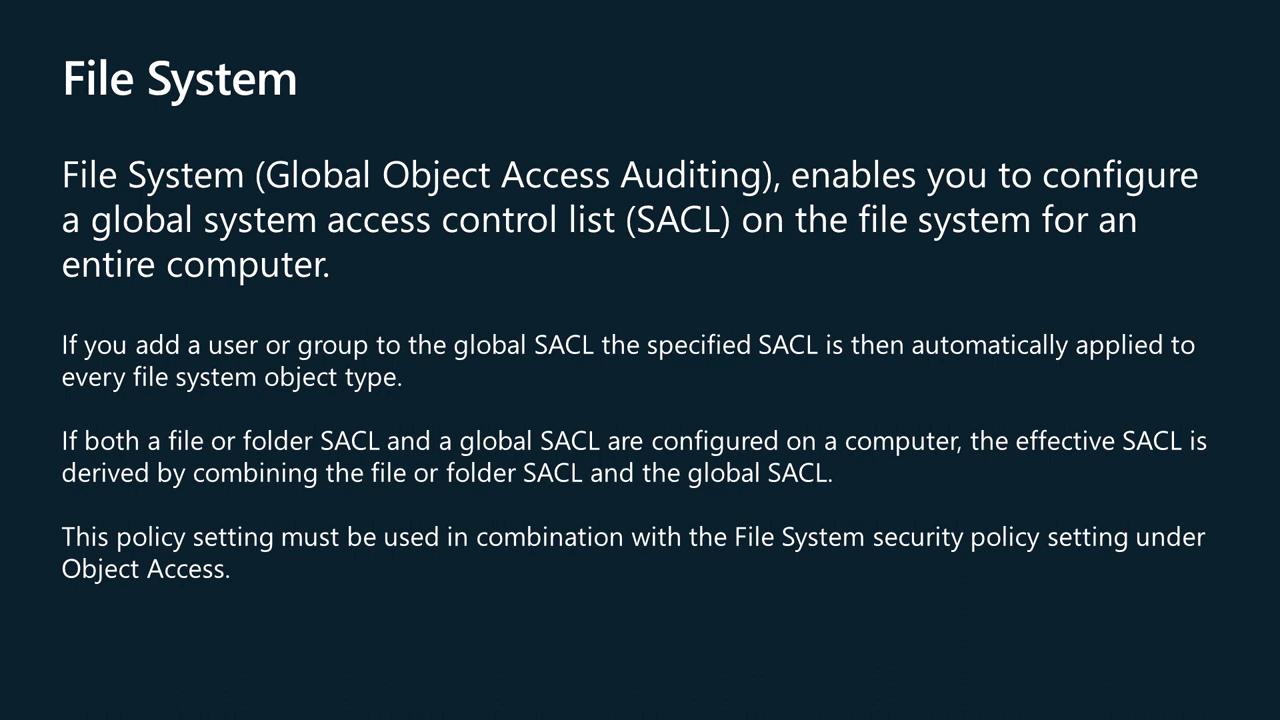 File System
File System (Global Object Access Auditing), enables you to configure
a global system access control list (SACL) on the file system for an
entire computer.
If you add a user or group to the global SACL the specified SACL is then automatically applied to
every file system object type.
If both a file or folder SACL and a global SACL are configured on a computer, the effective SACL is
derived by combining the file or folder SACL and the global SACL.
This policy setting must be used in combination with the File System security policy setting under
Object Access.